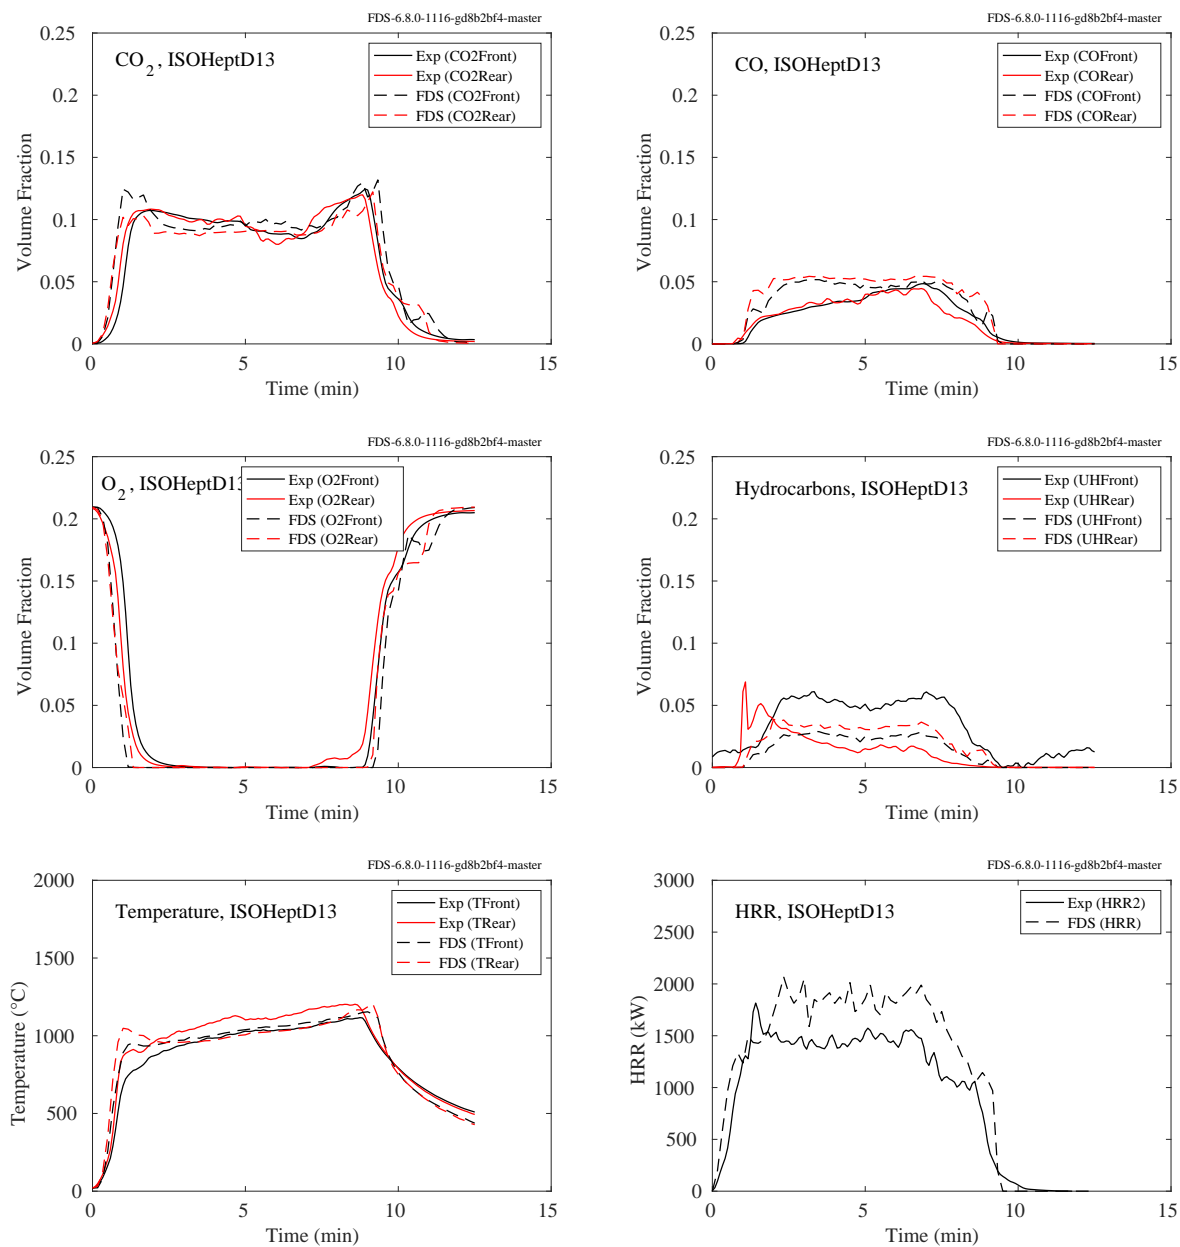 FDS-6.8.0-1116-gd8b2bf4-master
CO2, ISOHeptD13
Exp (CO2Front)
Exp (CO2Rear)
FDS (CO2Front)
FDS (CO2Rear)
Volume Fraction
0.25
0.2
0.15
0.1
0.05
0
0 5 10 15
Time (min)
FDS-6.8.0-1116-gd8b2bf4-master
CO, ISOHeptD13
Exp (COFront)
Exp (CORear)
FDS (COFront)
FDS (CORear)
Volume Fraction
0.25
0.2
0.15
0.1
0.05
0
0 5 10 15
Time (min)
FDS-6.8.0-1116-gd8b2bf4-master
O2, ISOHeptD13
Exp (O2Front)
Exp (O2Rear)
FDS (O2Front)
FDS (O2Rear)
Volume Fraction
0.25
0.2
0.15
0.1
0.05
0
0 5 10 15
Time (min)
FDS-6.8.0-1116-gd8b2bf4-master
Hydrocarbons, ISOHeptD13
Exp (UHFront)
Exp (UHRear)
FDS (UHFront)
FDS (UHRear)
Volume Fraction
0.25
0.2
0.15
0.1
0.05
0
0 5 10 15
Time (min)
FDS-6.8.0-1116-gd8b2bf4-master
Temperature, ISOHeptD13
Exp (TFront)
Exp (TRear)
FDS (TFront)
FDS (TRear)
Temperature (°C)
2000
1500
1000
500
0
0 5 10 15
Time (min)
FDS-6.8.0-1116-gd8b2bf4-master
HRR, ISOHeptD13
Exp (HRR2)
FDS (HRR)
HRR (kW)
3000
2500
2000
1500
1000
500
0
0 5 10 15
Time (min)